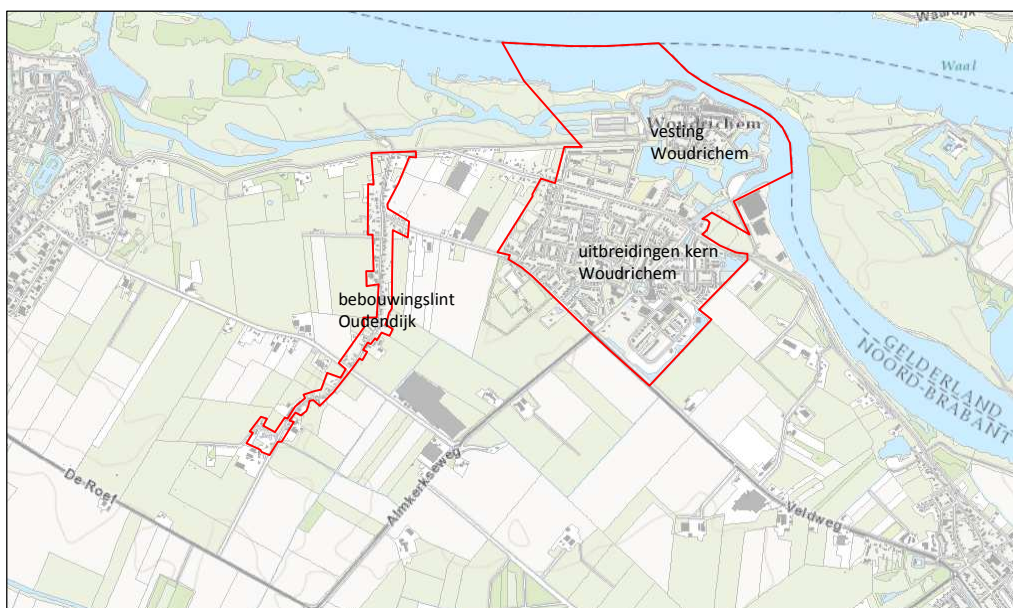 Waardijk
Waal
Woudrichem
Vesting
Woudrichem
uitbreidingen kern
Woudrichem
bebouwingslint
Oudendijk
GELDERLAND
NOORD-BRABANT
De Roef
Almkerkseweg
Veldweg